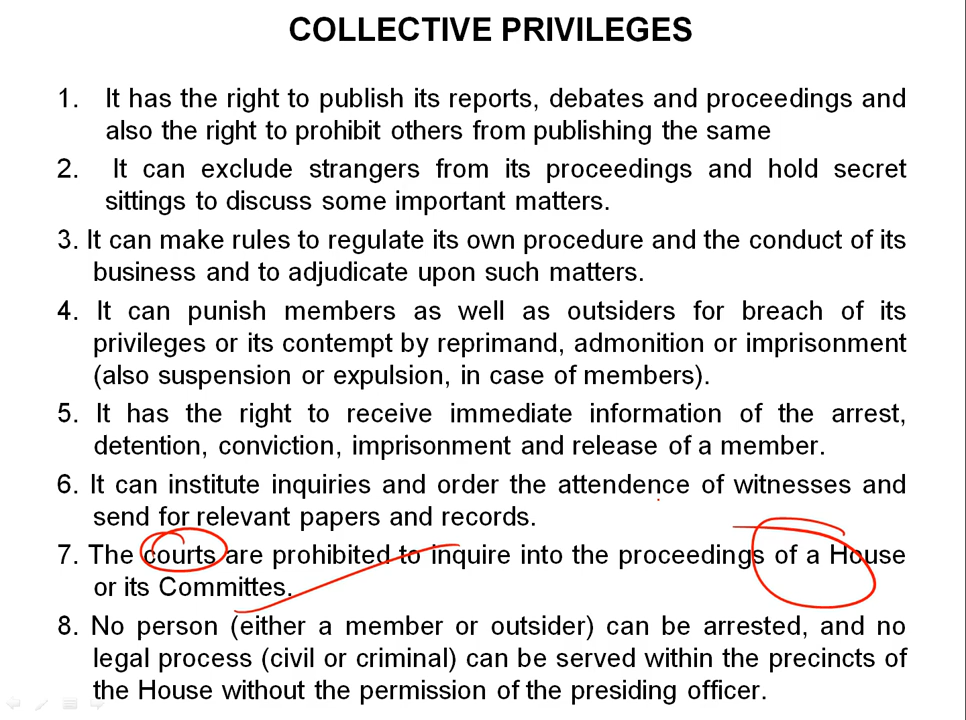 COLLECTIVE PRIVILEGES
1. It has the right to publish its reports, debates and proceedings and
also the right to prohibit others from publishing the same
2. It can exclude strangers from its proceedings and hold secret
sittings to discuss some important matters.
3. It can make rules to regulate its own procedure and the conduct of its
business and to adjudicate upon such matters.
4. It can punish members as well as outsiders for breach of its
privileges or its contempt by reprimand, admonition or imprisonment
(also suspension or expulsion, in case of members).
5. It has the right to receive immediate information of the arrest,
detention, conviction, imprisonment and release of a member.
6. It can institute inquiries and order the attendence of witnesses and
send for relevant papers and records.
7. The courts are prohibited to inquire into the proceedings of a House
or its Committes.
8. No person (either a member or outsider) can be arrested, and no
legal process (civil or criminal) can be served within the precincts of
the House without the permission of the presiding officer.